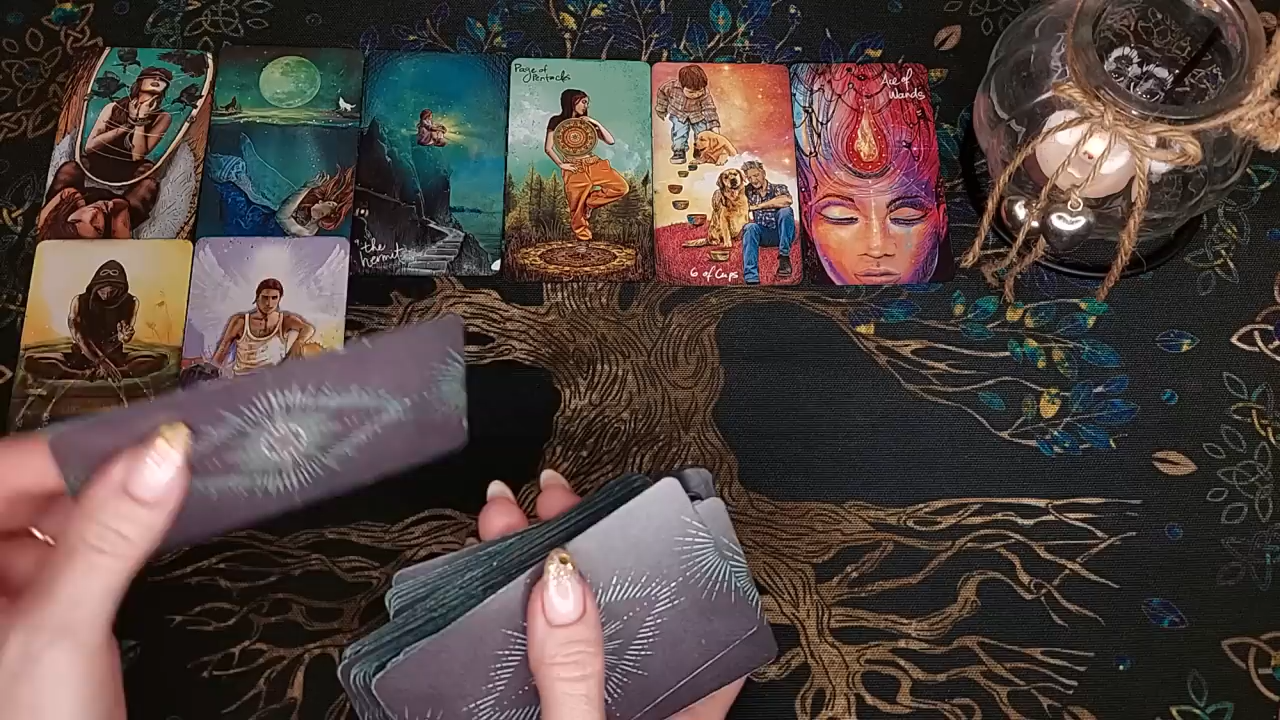 "the
hermit"
Page of
Pentacles
6 of Cups
Ace of
Wands